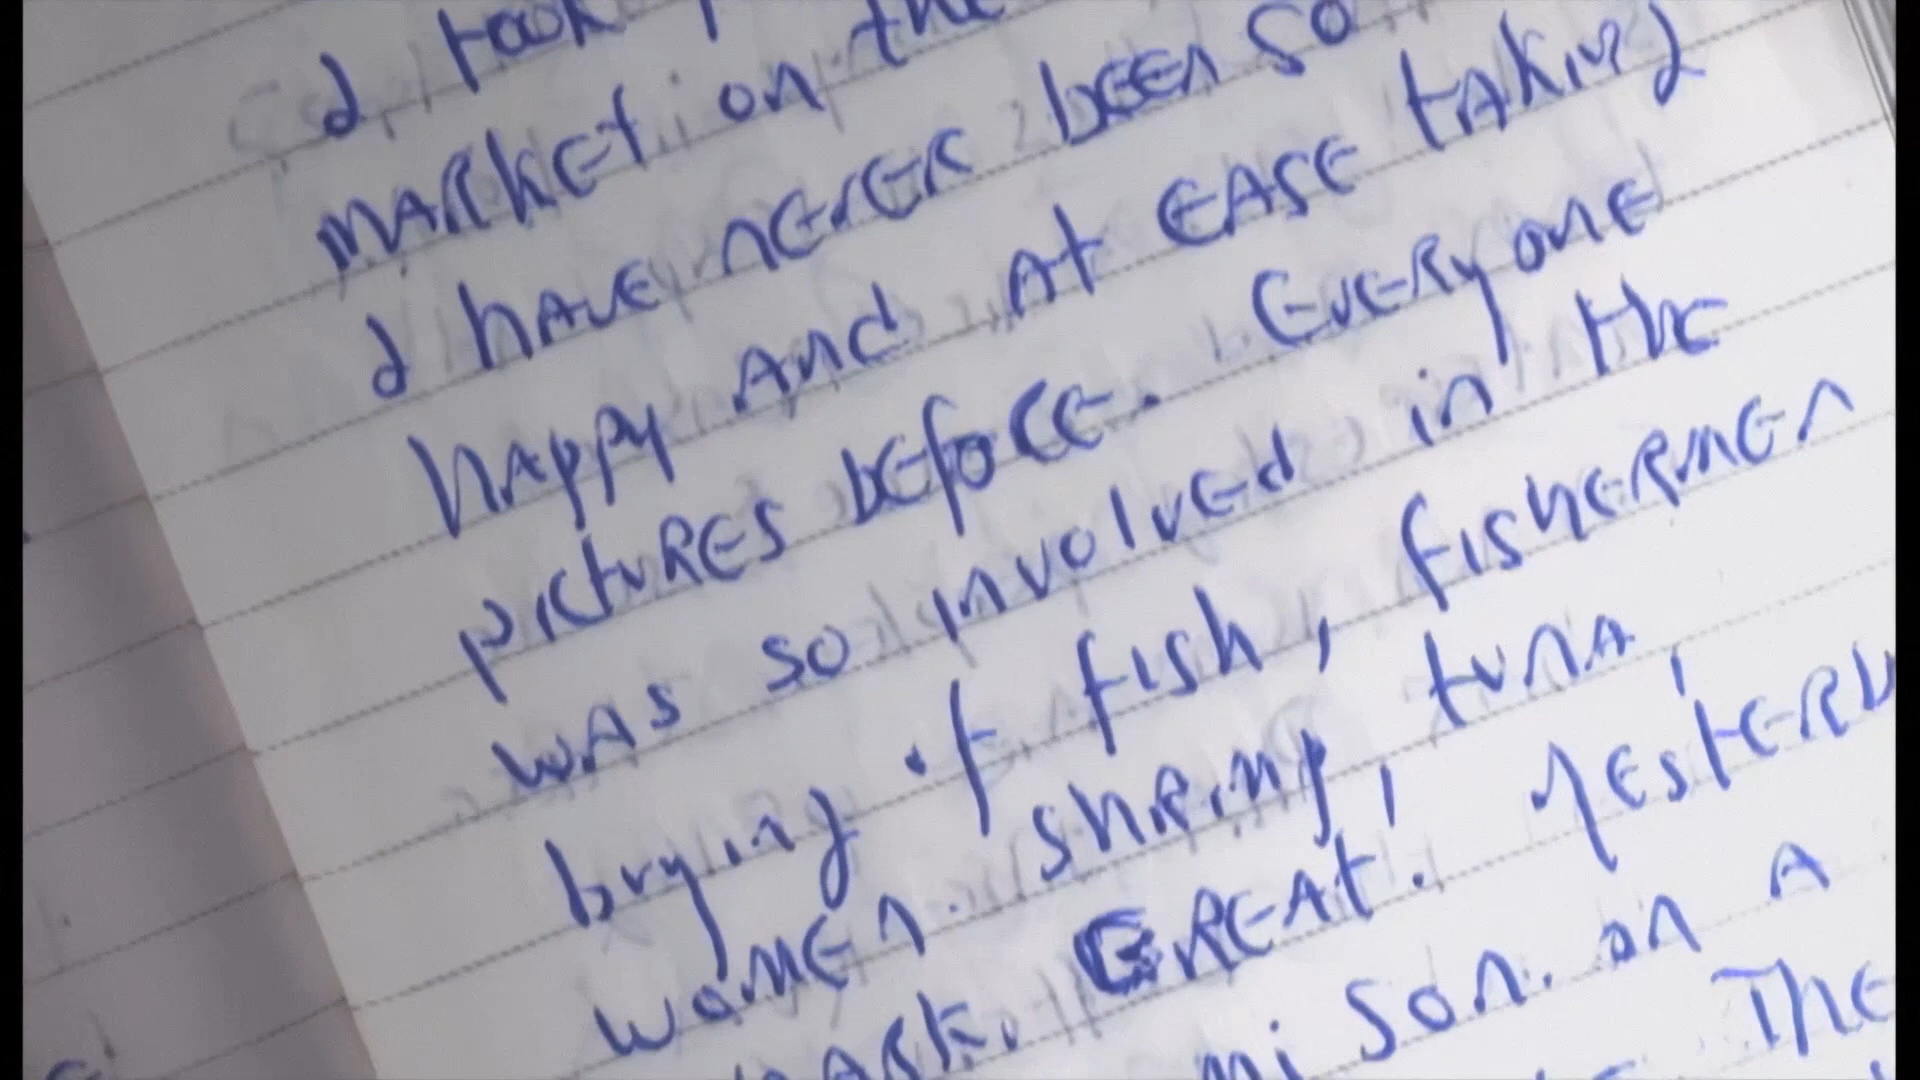 I took
market on the
I have never been so
happy and at ease taking
pictures before. Everyone
was so involved in the
buying of fish, fishermen
women. shrimp, tuna,
GREAT. Yesterd
mi son. on a
The